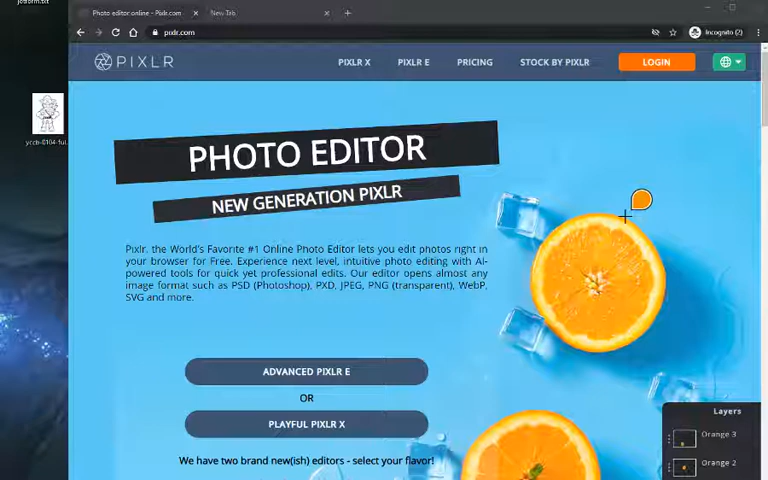 jotform.txt
Photo editor online - Pixlr.com
New Tab
pixlr.com
Incognito (2)
PIXLR
PIXLR X
PIXLR E
PRICING
STOCK BY PIXLR
LOGIN
PHOTO EDITOR
NEW GENERATION PIXLR
Pixlr, the World's Favorite #1 Online Photo Editor lets you edit photos right in
your browser for Free. Experience next level, intuitive photo editing with AI-
powered tools for quick yet professional edits. Our editor opens almost any
image format such as PSD (Photoshop), PXD, JPEG, PNG (transparent), WebP,
SVG and more.
ADVANCED PIXLR E
OR
PLAYFUL PIXLR X
We have two brand new(ish) editors - select your flavor!
Layers
Orange 3
Orange 2